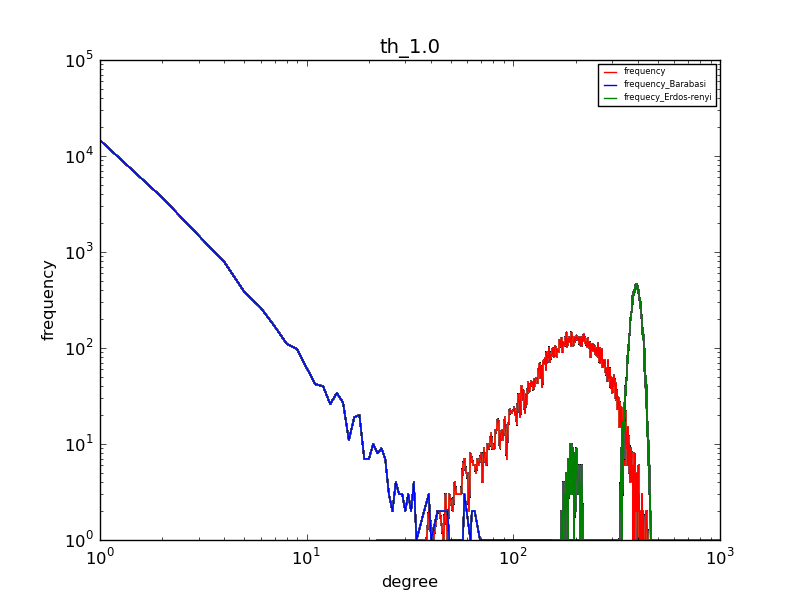 th_1.0
10^5
10^4
10^3
10^2
10^1
10^0
frequency
frequency
frequency_Barabasi
frequecy_Erdos-renyi
10^0 10^1 10^2 10^3
degree